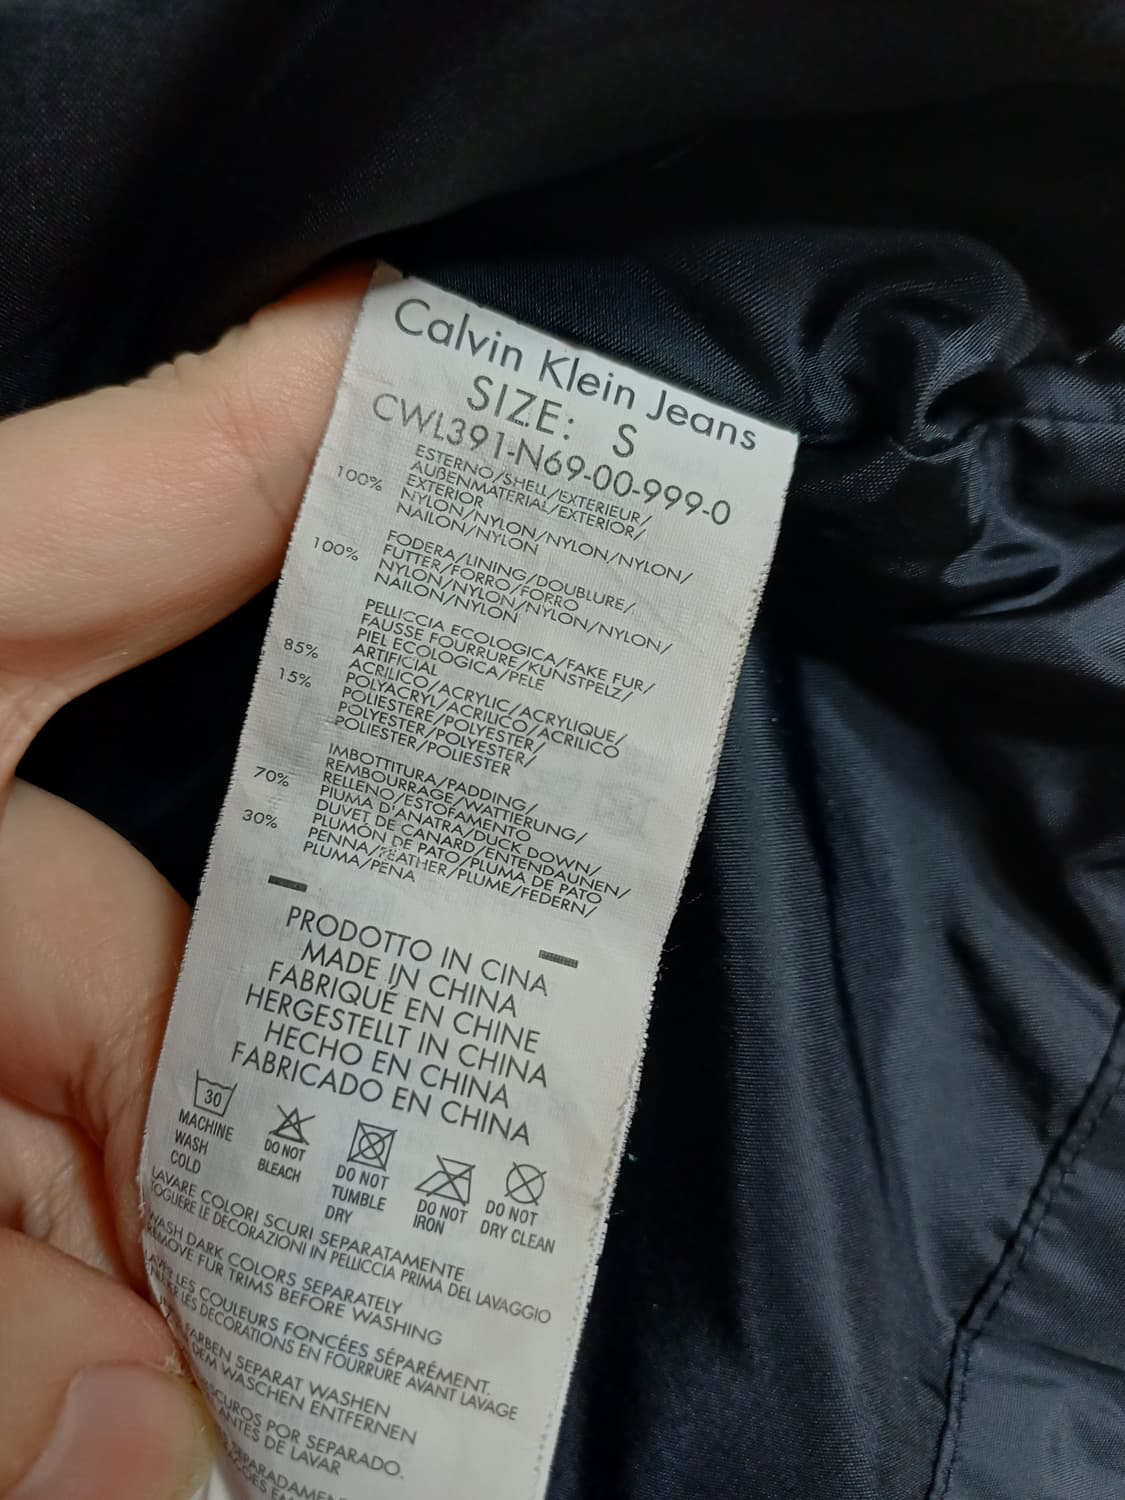 Calvin Klein Jeans
SIZE: S
CWL391-N69-00-999-0
ESTERNO/SHELL/EXTERIEUR/
AUßENMATERIAL/EXTERIOR/
EXTERIOR
100% NYLON/NYLON/NYLON/NYLON/
NAILON/NYLON
FODERA/LINING/DOUBLURE/
FUTTER/FORRO/FORRO
100% NYLON/NYLON/NYLON/NYLON/
NAILON/NYLON
PELLICCIA ECOLOGICA/FAKE FUR/
FAUSSE FOURRURE/KUNSTPELZ/
PIEL ECOLOGICA/PELE
ARTIFICIAL
85% ACRILICO/ACRYLIC/ACRYLIQUE/
POLYACRYL/ACRILICO/ACRILICO
15% POLIESTERE/POLYESTER/
POLYESTER/POLYESTER/
POLIESTER/POLIESTER
IMBOTTITURA/PADDING/
REMBOURRAGE/WATTIERUNG/
RELLENO/ESTOFAMENTO
70% PIUMA D'ANATRA/DUCK DOWN/
DUVET DE CANARD/ENTENDAUNEN/
PLUMÓN DE PATO/PLUMA DE PATO
30% PENNA/FEATHER/PLUME/FEDERN/
PLUMA/PENA
PRODOTTO IN CINA
MADE IN CHINA
FABRIQUÉ EN CHINE
HERGESTELLT IN CHINA
HECHO EN CHINA
FABRICADO EN CHINA
30
MACHINE
WASH
COLD
DO NOT
BLEACH
DO NOT
TUMBLE
DRY
DO NOT
IRON
DO NOT
DRY CLEAN
LAVARE COLORI SCURI SEPARATAMENTE
TOGLIERE LE DECORAZIONI IN PELLICCIA PRIMA DEL LAVAGGIO
WASH DARK COLORS SEPARATELY
REMOVE FUR TRIMS BEFORE WASHING
LES COULEURS FONCÉES SÉPARÉMENT.
LES DÉCORATIONS EN FOURRURE AVANT LAVAGE
FARBEN SEPARAT WASHEN
DEM WASCHEN ENTFERNEN
POR SEPARADO.
ANTES DE LAVAR